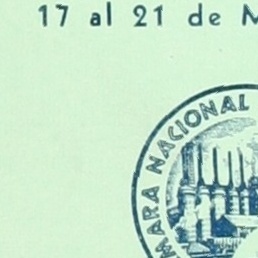 17 al 21 de M
MARA NACIONAL